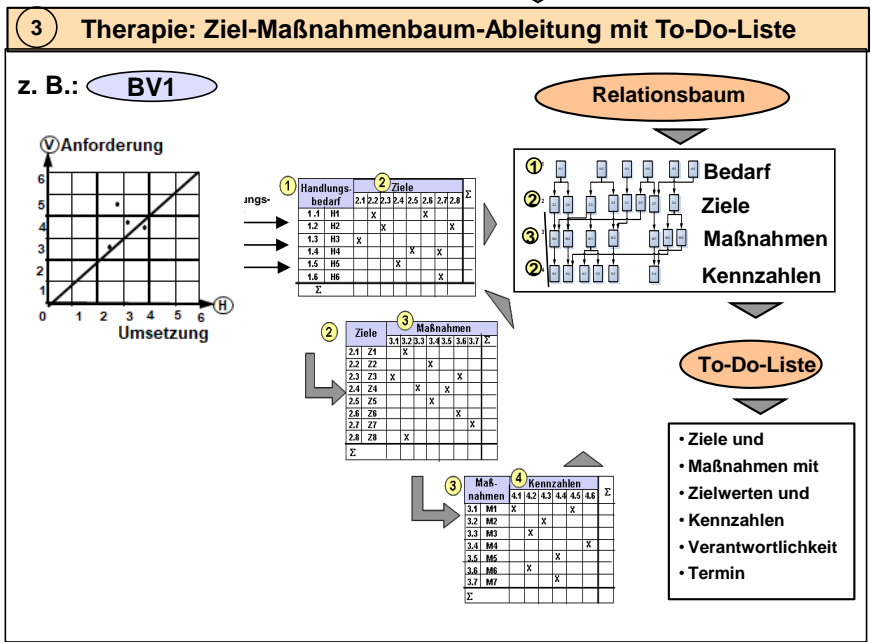 3 Therapie: Ziel-Maßnahmenbaum-Ableitung mit To-Do-Liste
z. B.: BV1
V Anforderung
6
5
4
3
2
1
0 1 2 3 4 5 6 H
Umsetzung
ungs-
1 Handlungs- 2 Ziele Σ
bedarf 2.1 2.2 2.3 2.4 2.5 2.6 2.7 2.8
1.1 H1 X X
1.2 H2 X X
1.3 H3 X
1.4 H4 X X
1.5 H5 X
1.6 H6 X
Σ
2 Ziele 3 Maßnahmen
3.1 3.2 3.3 3.4 3.5 3.6 3.7 Σ
2.1 Z1 X
2.2 Z2 X
2.3 Z3 X X
2.4 Z4 X X
2.5 Z5 X
2.6 Z6 X
2.7 Z7 X
2.8 Z8 X
Σ
3 Maß- 4 Kennzahlen Σ
nahmen 4.1 4.2 4.3 4.4 4.5 4.6
3.1 M1 X X
3.2 M2 X
3.3 M3 X
3.4 M4 X
3.5 M5 X
3.6 M6 X
3.7 M7 X
Σ
Relationsbaum
1 Bedarf
2 Ziele
3 Maßnahmen
2 Kennzahlen
To-Do-Liste
• Ziele und
• Maßnahmen mit
• Zielwerten und
• Kennzahlen
• Verantwortlichkeit
• Termin